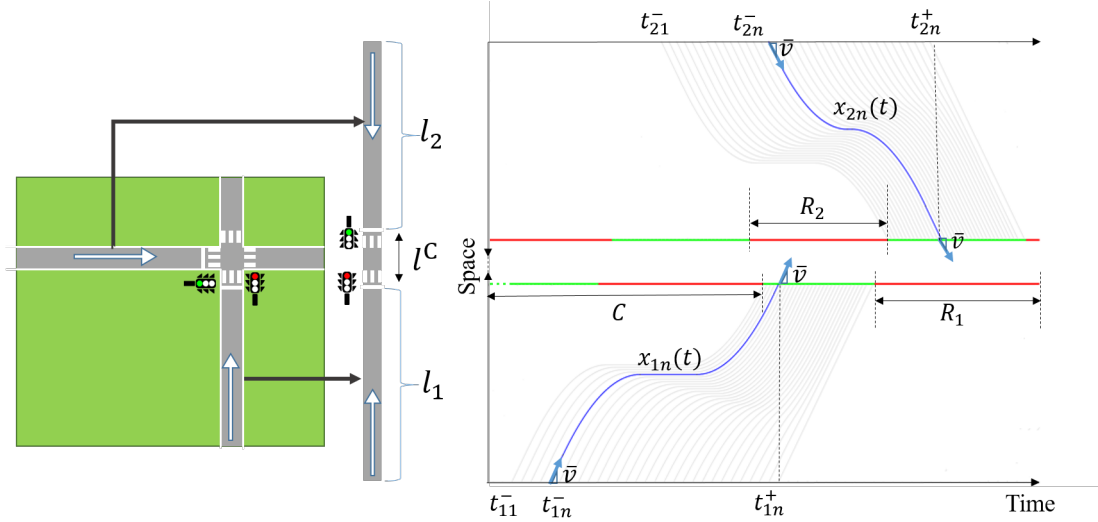 l₂
l^C
l₁
t₂₁⁻ t₂ₙ⁻ t₂ₙ⁺
v̄
x₂ₙ(t)
R₂
v̄
Space
v̄
C
R₁
x₁ₙ(t)
v̄
t₁₁⁻ t₁ₙ⁻ t₁ₙ⁺ Time